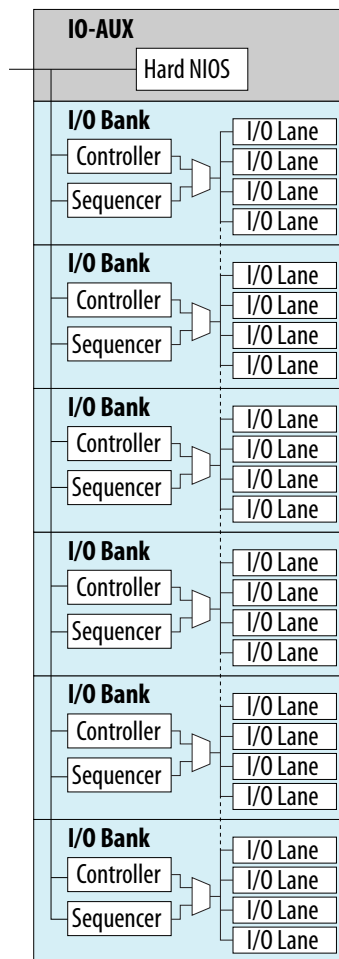 IO-AUX
Hard NIOS
I/O Bank
Controller
Sequencer
I/O Lane
I/O Lane
I/O Lane
I/O Lane
I/O Bank
Controller
Sequencer
I/O Lane
I/O Lane
I/O Lane
I/O Lane
I/O Bank
Controller
Sequencer
I/O Lane
I/O Lane
I/O Lane
I/O Lane
I/O Bank
Controller
Sequencer
I/O Lane
I/O Lane
I/O Lane
I/O Lane
I/O Bank
Controller
Sequencer
I/O Lane
I/O Lane
I/O Lane
I/O Lane
I/O Bank
Controller
Sequencer
I/O Lane
I/O Lane
I/O Lane
I/O Lane